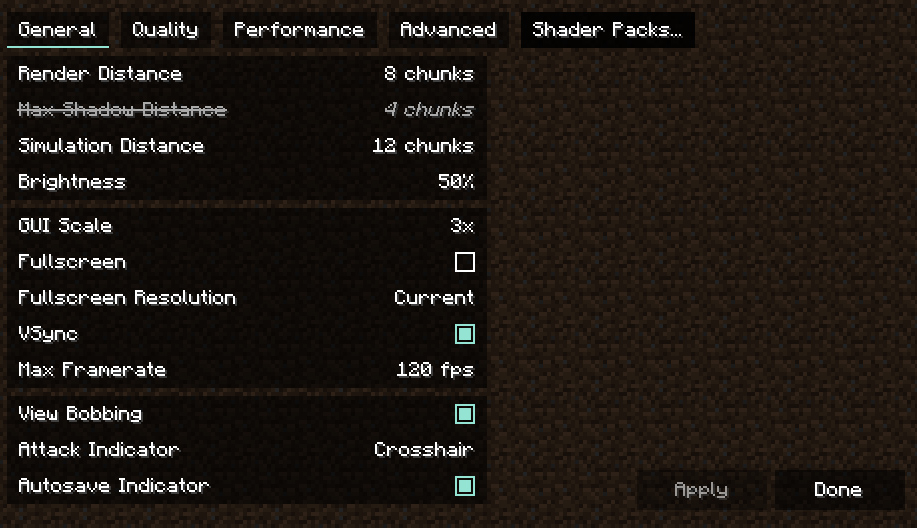 General Quality Performance Advanced Shader Packs...
Render Distance 8 chunks
Max Shadow Distance 4 chunks
Simulation Distance 12 chunks
Brightness 50%
GUI Scale 3x
Fullscreen
Fullscreen Resolution Current
VSync
Max Framerate 120 fps
View Bobbing
Attack Indicator Crosshair
Autosave Indicator
Apply Done